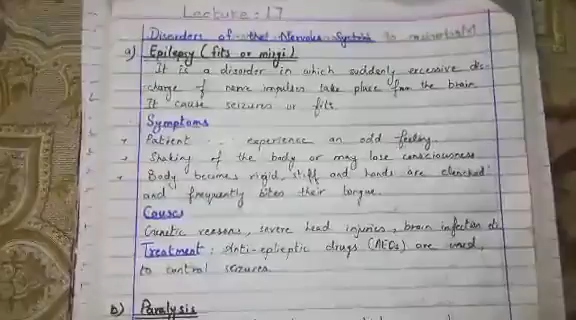 Lecture : 17
Disorders of the Nervous System
a) Epilepsy (fits or mirgi)
It is a disorder in which suddenly excessive dis-
charge of nerve impulses take place from the brain
It cause seizures or fits.
Symptoms
Patient experience an odd feeling.
Shaking of the body or may lose consciousness
Body becomes rigid, stiff and hands are clenched
and frequently bites their tongue.
Causes
Genetic reasons, severe head injuries, brain infection
Treatment : Anti-epileptic drugs (AEDs) are used
to control seizures
b) Paralysis